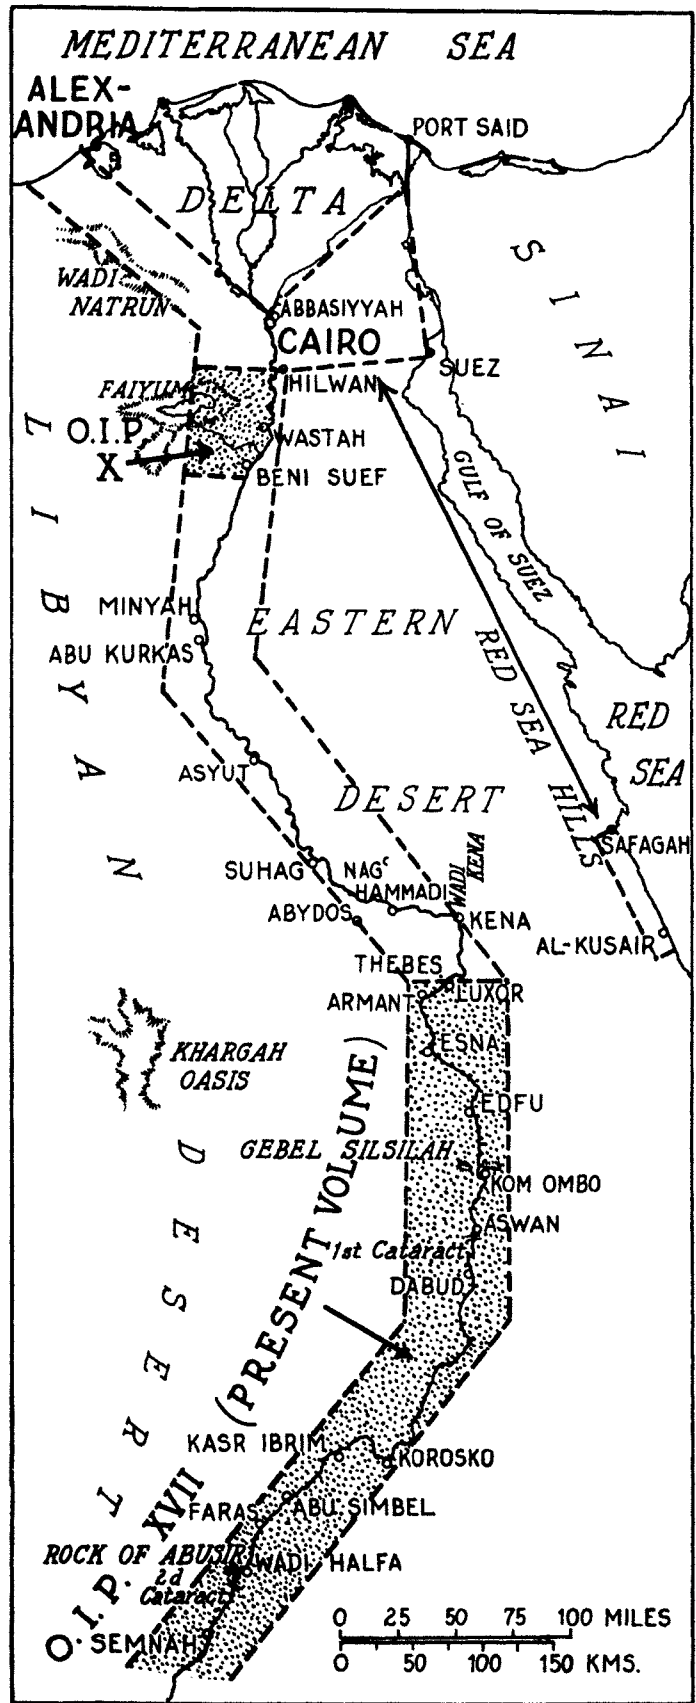 MEDITERRANEAN SEA
ALEX-
ANDRIA
PORT SAID
DELTA
SINAI
WADI
NATRUN
ABBASIYYAH
CAIRO
SUEZ
HILWAN
FAIYUM
O.I.P.
X
WASTAH
BENI SUEF
GULF OF SUEZ
LIBYAN
MINYAH
EASTERN
ABU KURKAS
RED SEA HILLS
RED
SEA
ASYUT
DESERT
SAFAGAH
SUHAG
NAGᶜ
HAMMADI
WADI
KENA
ABYDOS
KENA
AL-KUSAIR
THEBES
LUXOR
ARMANT
KHARGAH
OASIS
ESNA
EDFU
DESERT
GEBEL SILSILAH
KOM OMBO
ASWAN
1st Cataract
DABUD
O.I.P. XVII (PRESENT VOLUME)
KASR IBRIM
KOROSKO
FARAS
ABU SIMBEL
ROCK OF ABUSIR
WADI HALFA
2d
Cataract
SEMNAH
0 25 50 75 100 MILES
0 50 100 150 KMS.